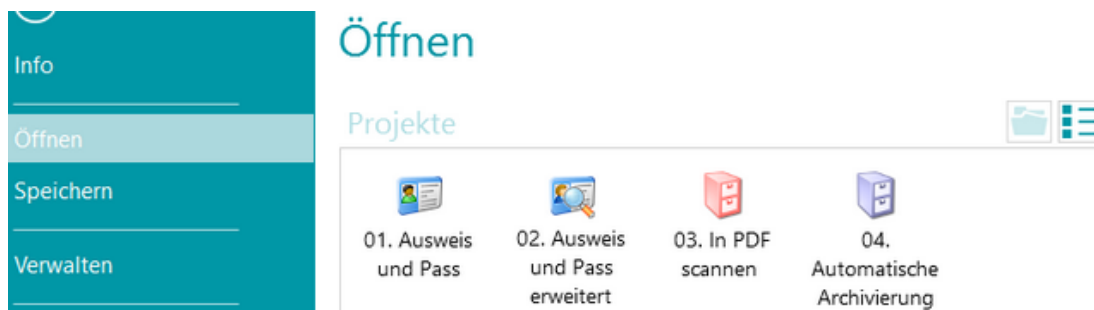 Info
Öffnen
Speichern
Verwalten
Öffnen
Projekte
01. Ausweis
und Pass
02. Ausweis
und Pass
erweitert
03. In PDF
scannen
04.
Automatische
Archivierung